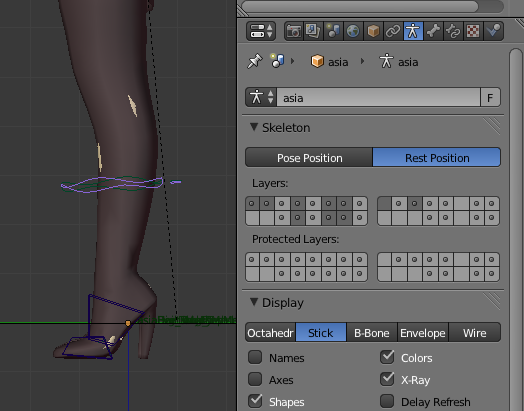 asia
asia
asia
F
Skeleton
Pose Position
Rest Position
Layers:
Protected Layers:
Display
Octahedr
Stick
B-Bone
Envelope
Wire
Names
Colors
Axes
X-Ray
Shapes
Delay Refresh